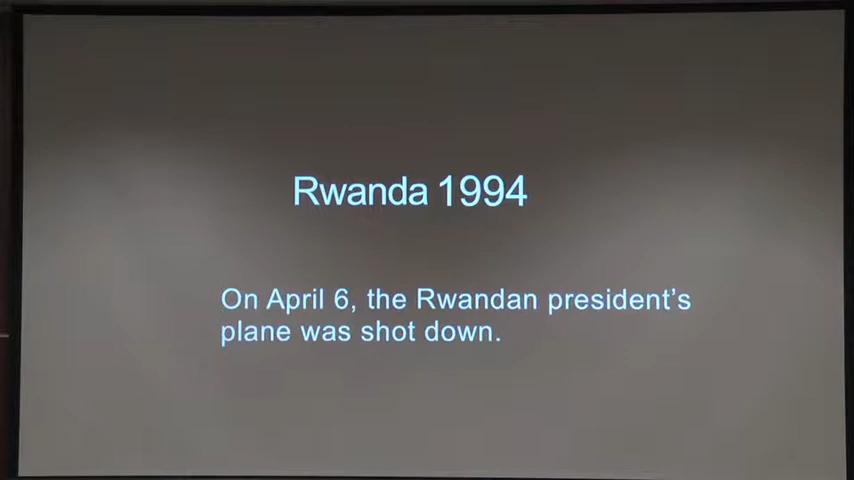 Rwanda 1994
On April 6, the Rwandan president's
plane was shot down.